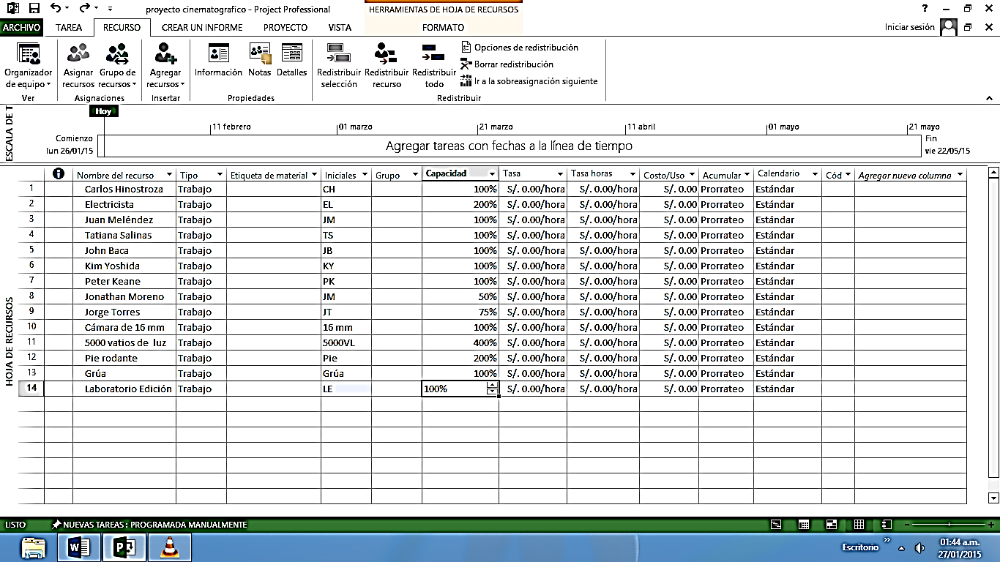 proyecto cinematografico - Project Professional
HERRAMIENTAS DE HOJA DE RECURSOS
?
ARCHIVO TAREA RECURSO CREAR UN INFORME PROYECTO VISTA FORMATO Iniciar sesión
Organizador de equipo
Ver
Asignar recursos
Grupo de recursos
Asignaciones
Agregar recursos
Insertar
Información
Notas
Detalles
Propiedades
Redistribuir selección
Redistribuir recurso
Redistribuir todo
Opciones de redistribución
Borrar redistribución
Ir a la sobreasignación siguiente
Redistribuir
ESCALA DE T
Hoy
11 febrero 01 marzo 21 marzo 11 abril 01 mayo 21 mayo
Comienzo
lun 26/01/15
Agregar tareas con fechas a la línea de tiempo
Fin
vie 22/05/15
HOJA DE RECURSOS
Nombre del recurso Tipo Etiqueta de material Iniciales Grupo Capacidad Tasa Tasa horas Costo/Uso Acumular Calendario Cód Agregar nueva columna
1 Carlos Hinostroza Trabajo CH 100% S/. 0.00/hora S/. 0.00/hora S/. 0.00 Prorrateo Estándar
2 Electricista Trabajo EL 200% S/. 0.00/hora S/. 0.00/hora S/. 0.00 Prorrateo Estándar
3 Juan Meléndez Trabajo JM 100% S/. 0.00/hora S/. 0.00/hora S/. 0.00 Prorrateo Estándar
4 Tatiana Salinas Trabajo TS 100% S/. 0.00/hora S/. 0.00/hora S/. 0.00 Prorrateo Estándar
5 John Baca Trabajo JB 100% S/. 0.00/hora S/. 0.00/hora S/. 0.00 Prorrateo Estándar
6 Kim Yoshida Trabajo KY 100% S/. 0.00/hora S/. 0.00/hora S/. 0.00 Prorrateo Estándar
7 Peter Keane Trabajo PK 100% S/. 0.00/hora S/. 0.00/hora S/. 0.00 Prorrateo Estándar
8 Jonathan Moreno Trabajo JM 50% S/. 0.00/hora S/. 0.00/hora S/. 0.00 Prorrateo Estándar
9 Jorge Torres Trabajo JT 75% S/. 0.00/hora S/. 0.00/hora S/. 0.00 Prorrateo Estándar
10 Cámara de 16 mm Trabajo 16 mm 100% S/. 0.00/hora S/. 0.00/hora S/. 0.00 Prorrateo Estándar
11 5000 vatios de luz Trabajo 5000VL 400% S/. 0.00/hora S/. 0.00/hora S/. 0.00 Prorrateo Estándar
12 Pie rodante Trabajo Pie 200% S/. 0.00/hora S/. 0.00/hora S/. 0.00 Prorrateo Estándar
13 Grúa Trabajo Grúa 100% S/. 0.00/hora S/. 0.00/hora S/. 0.00 Prorrateo Estándar
14 Laboratorio Edición Trabajo LE 100% S/. 0.00/hora S/. 0.00/hora S/. 0.00 Prorrateo Estándar
LISTO NUEVAS TAREAS : PROGRAMADA MANUALMENTE
Escritorio
01:44 a.m.
27/01/2015